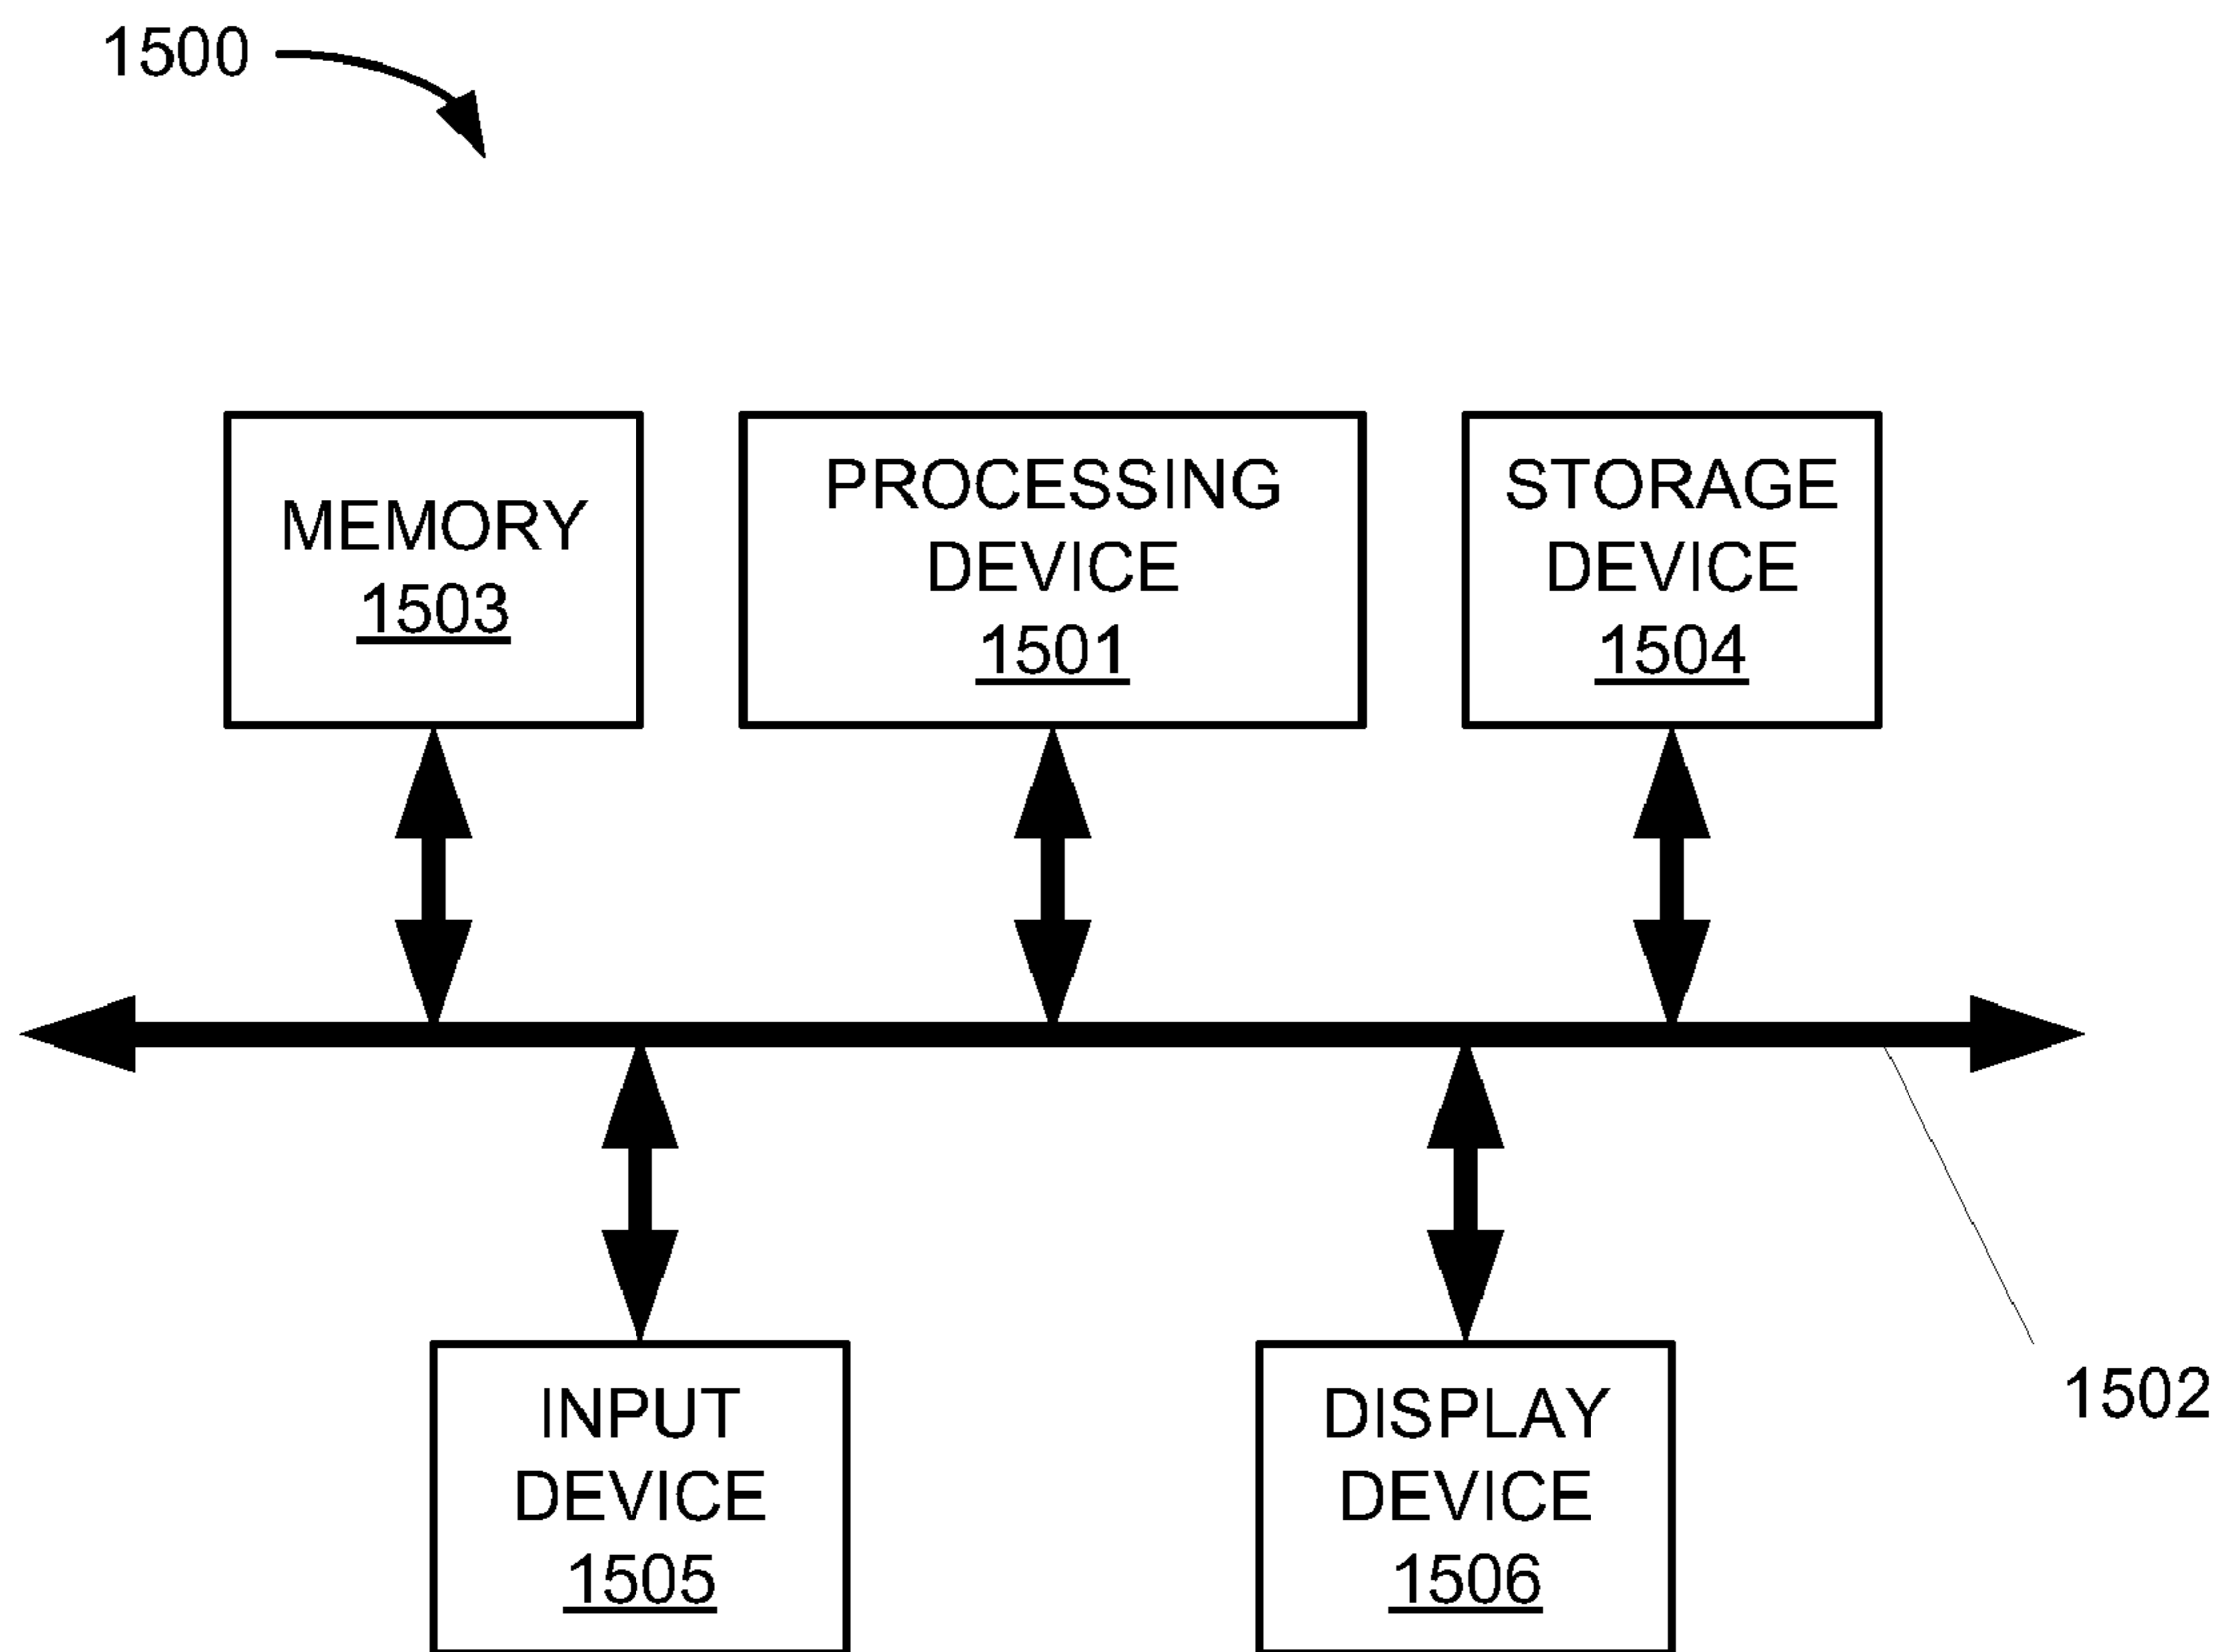 1500
MEMORY
1503
PROCESSING
DEVICE
1501
STORAGE
DEVICE
1504
INPUT
DEVICE
1505
DISPLAY
DEVICE
1506
1502